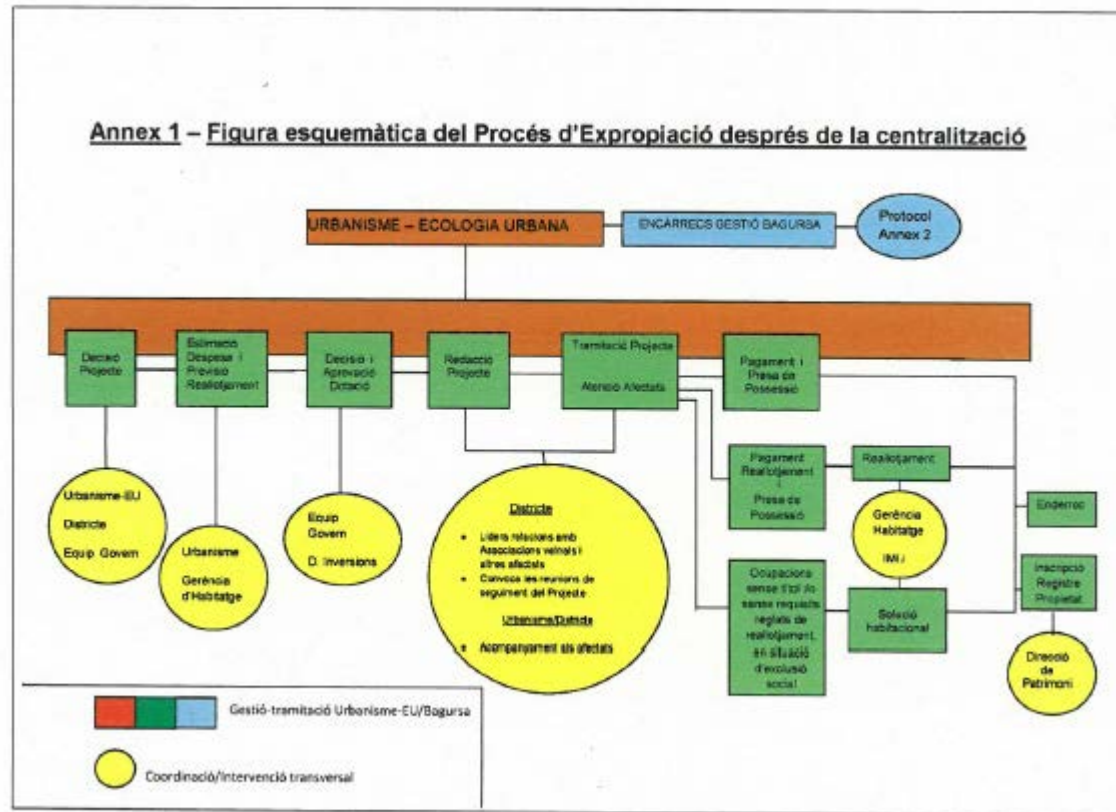 Annex 1 – Figura esquemàtica del Procés d'Expropiació després de la centralització
URBANISME – ECOLOGIA URBANA
ENCÀRRECS GESTIÓ BAGURSA
Protocol
Annex 2
Decisió
Projecte
Estimació
Despesa i
Previsió
Reallotjament
Decisió i
Aprovació
Dotació
Redacció
Projecte
Tramitació Projecte
Atenció Afectats
Pagament i
Presa de
Possessió
Urbanisme-EU
Districte
Equip Govern
Urbanisme
Gerència
d'Habitatge
Equip
Govern
D. Inversions
Districte
• Lidera relacions amb
Associacions veïnals i
altres afectats
• Convoca les reunions de
seguiment del Projecte
Urbanisme/Districte
• Acompanyament als afectats
Pagament
Reallotjament
i
Presa de
Possessió
Reallotjament
Gerència
Habitatge
Ocupacions
sense títol
sense requisits
reglats de
reallotjament,
en situació
d'exclusió
social
Solució
habitacional
Enderroc
Inscripció
Registre
Propietat
Direcció
de
Patrimoni
Gestió-tramitació Urbanisme-EU/Bagursa
Coordinació/Intervenció transversal